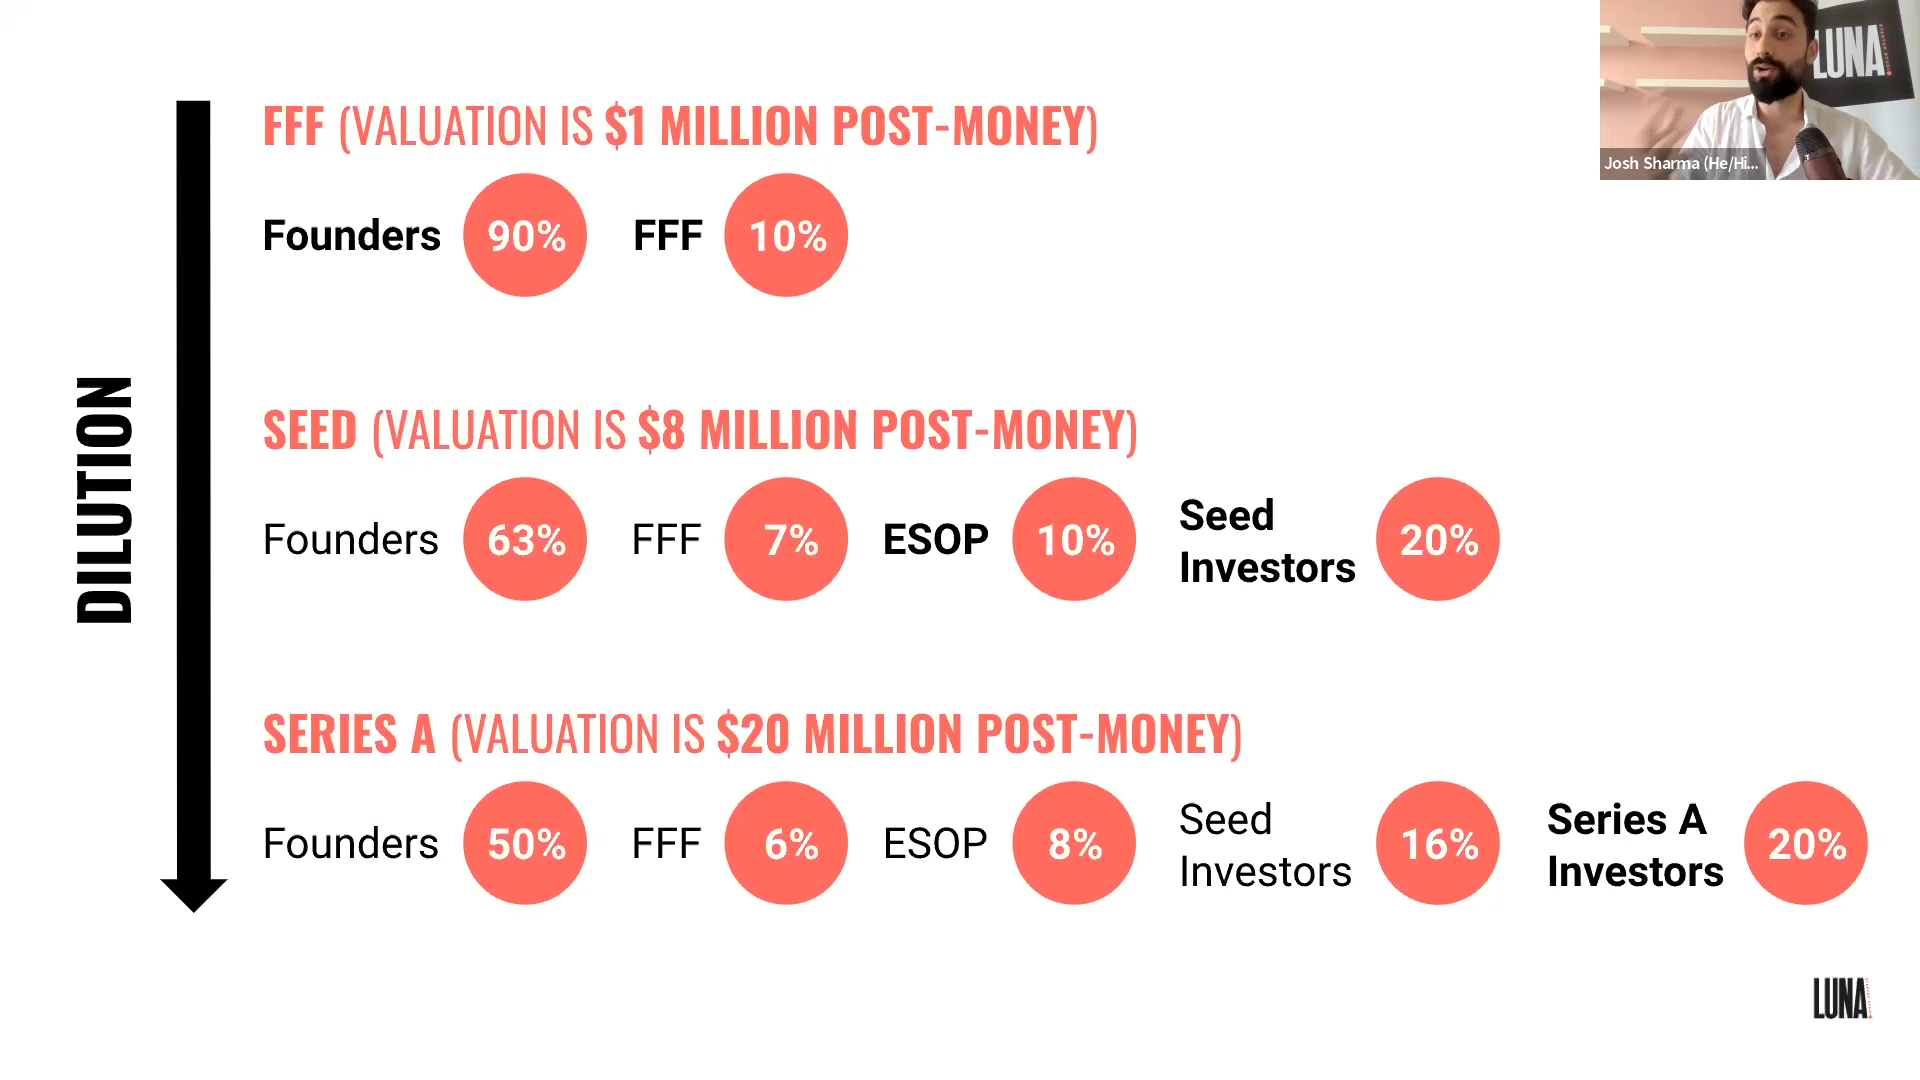 LUNA
Josh Sharma (He/Hi...
FFF (VALUATION IS $1 MILLION POST-MONEY)
Founders 90% FFF 10%
DILUTION
SEED (VALUATION IS $8 MILLION POST-MONEY)
Founders 63% FFF 7% ESOP 10% Seed Investors 20%
SERIES A (VALUATION IS $20 MILLION POST-MONEY)
Founders 50% FFF 6% ESOP 8% Seed Investors 16% Series A Investors 20%
LUNA